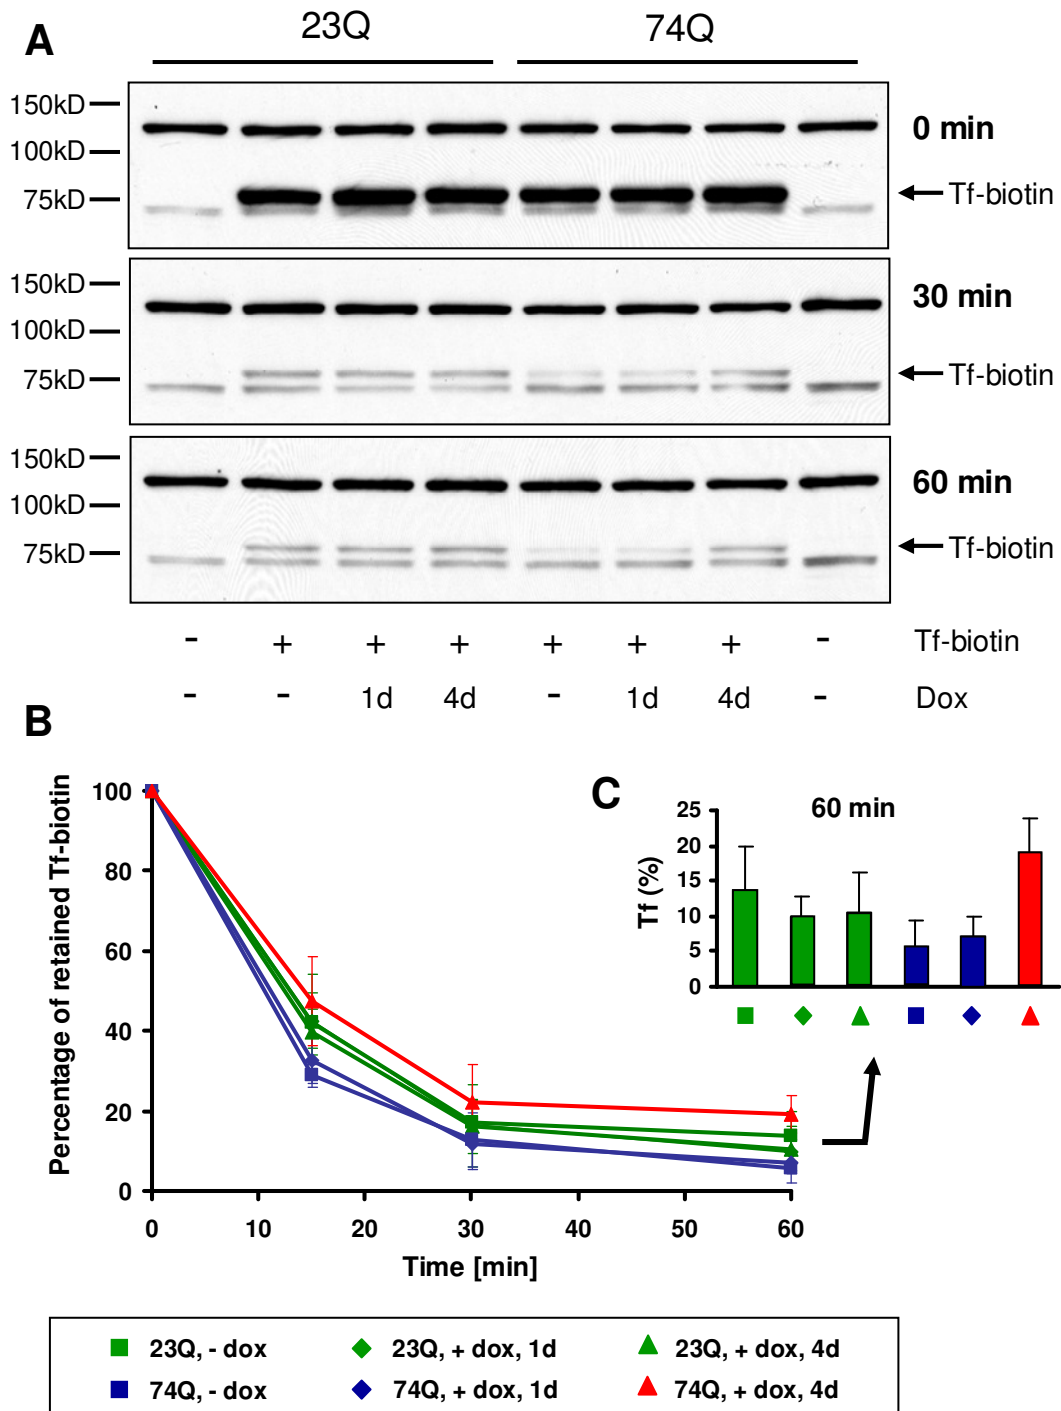 A
23Q 74Q
150kD
100kD
75kD
0 min
Tf-biotin
150kD
100kD
75kD
30 min
Tf-biotin
150kD
100kD
75kD
60 min
Tf-biotin
- + + + + + + - Tf-biotin
- - 1d 4d - 1d 4d - Dox
B
Percentage of retained Tf-biotin
100
80
60
40
20
0
0 10 20 30 40 50 60
Time [min]
C
60 min
Tf (%)
25
20
15
10
5
0
23Q, - dox 23Q, + dox, 1d 23Q, + dox, 4d
74Q, - dox 74Q, + dox, 1d 74Q, + dox, 4d